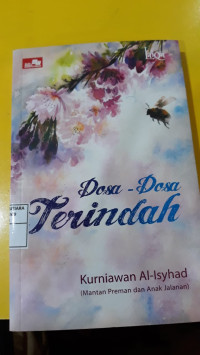 Dosa - Dosa
Terindah
Kurniawan Al-Isyhad
(Mantan Preman dan Anak Jalanan)